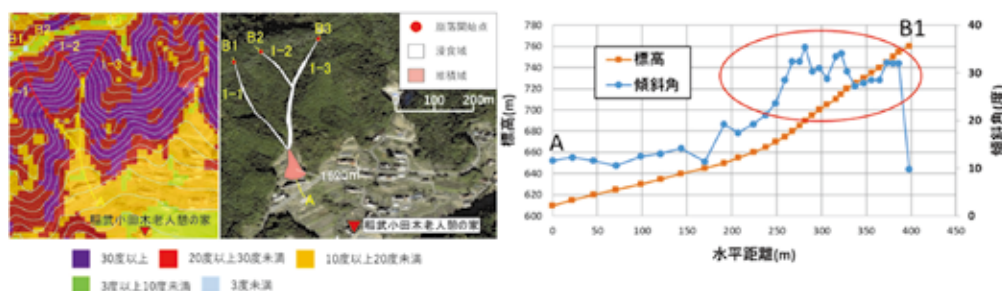 B2
B1
1-2
1-3
1-1
A
稲武小田木老人憩の家
B1
B2
B3
1-2
1-3
1-1
崩落開始点
浸食域
堆積域
0 100 200m
1620m
A
稲武小田木老人憩の家
30度以上
20度以上30度未満
10度以上20度未満
3度以上10度未満
3度未満
780
760
740
720
700
680
660
640
620
600
標高(m)
標高
傾斜角
A
B1
40
30
20
10
0
傾斜角(度)
0 50 100 150 200 250 300 350 400 450
水平距離(m)